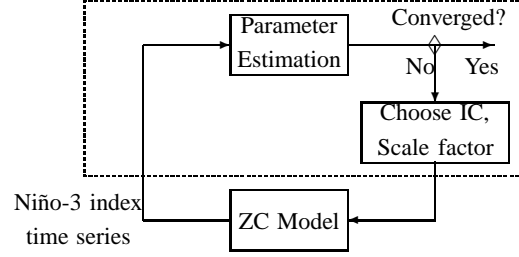 Parameter
Estimation
Converged?
No
Yes
Choose IC,
Scale factor
Niño-3 index
time series
ZC Model